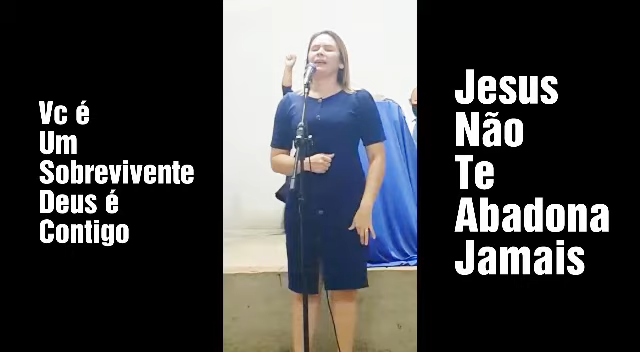 Vc é
Um
Sobrevivente
Deus é
Contigo
Jesus
Não
Te
Abadona
Jamais